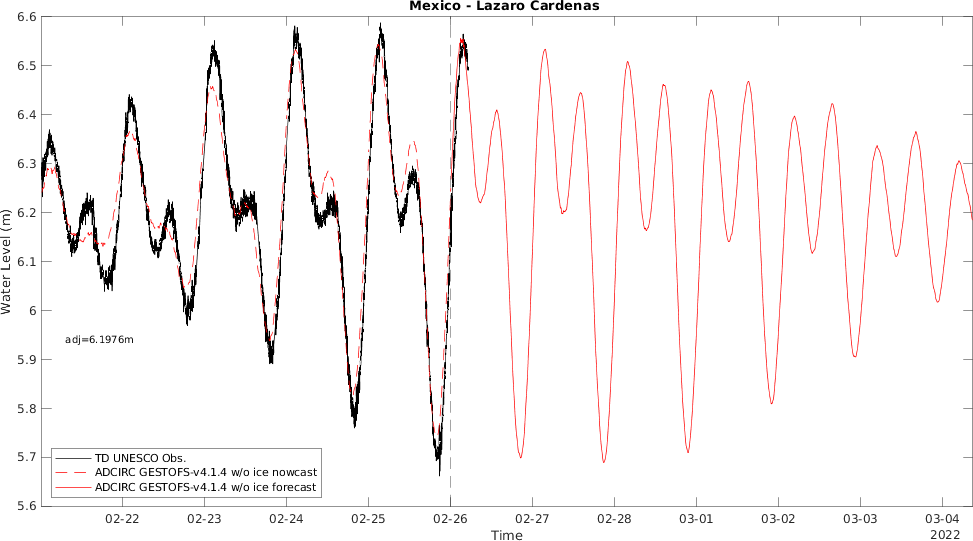 Mexico - Lazaro Cardenas
6.6
6.5
6.4
6.3
6.2
6.1
6
5.9
5.8
5.7
5.6
Water Level (m)
adj=6.1976m
TD UNESCO Obs.
ADCIRC GESTOFS-v4.1.4 w/o ice nowcast
ADCIRC GESTOFS-v4.1.4 w/o ice forecast
02-22 02-23 02-24 02-25 02-26 02-27 02-28 03-01 03-02 03-03 03-04
Time 2022